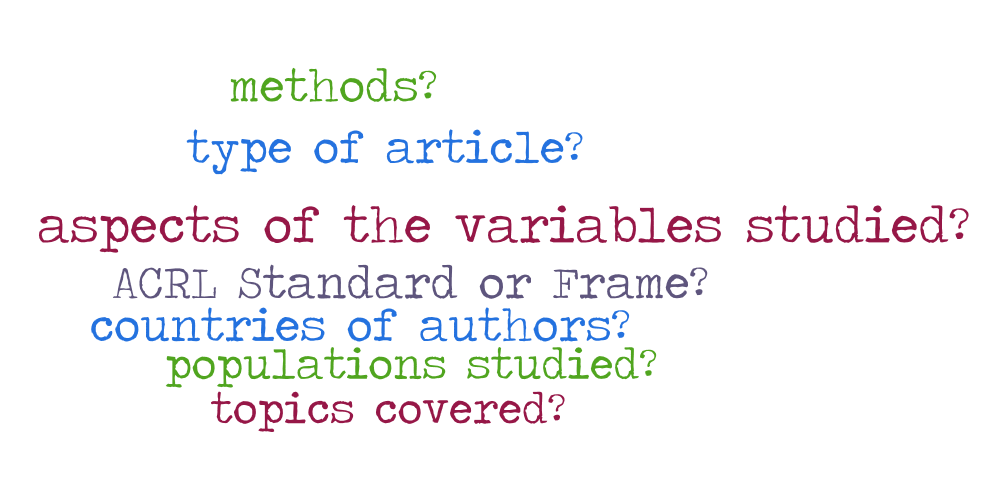 methods?
type of article?
aspects of the variables studied?
ACRL Standard or Frame?
countries of authors?
populations studied?
topics covered?